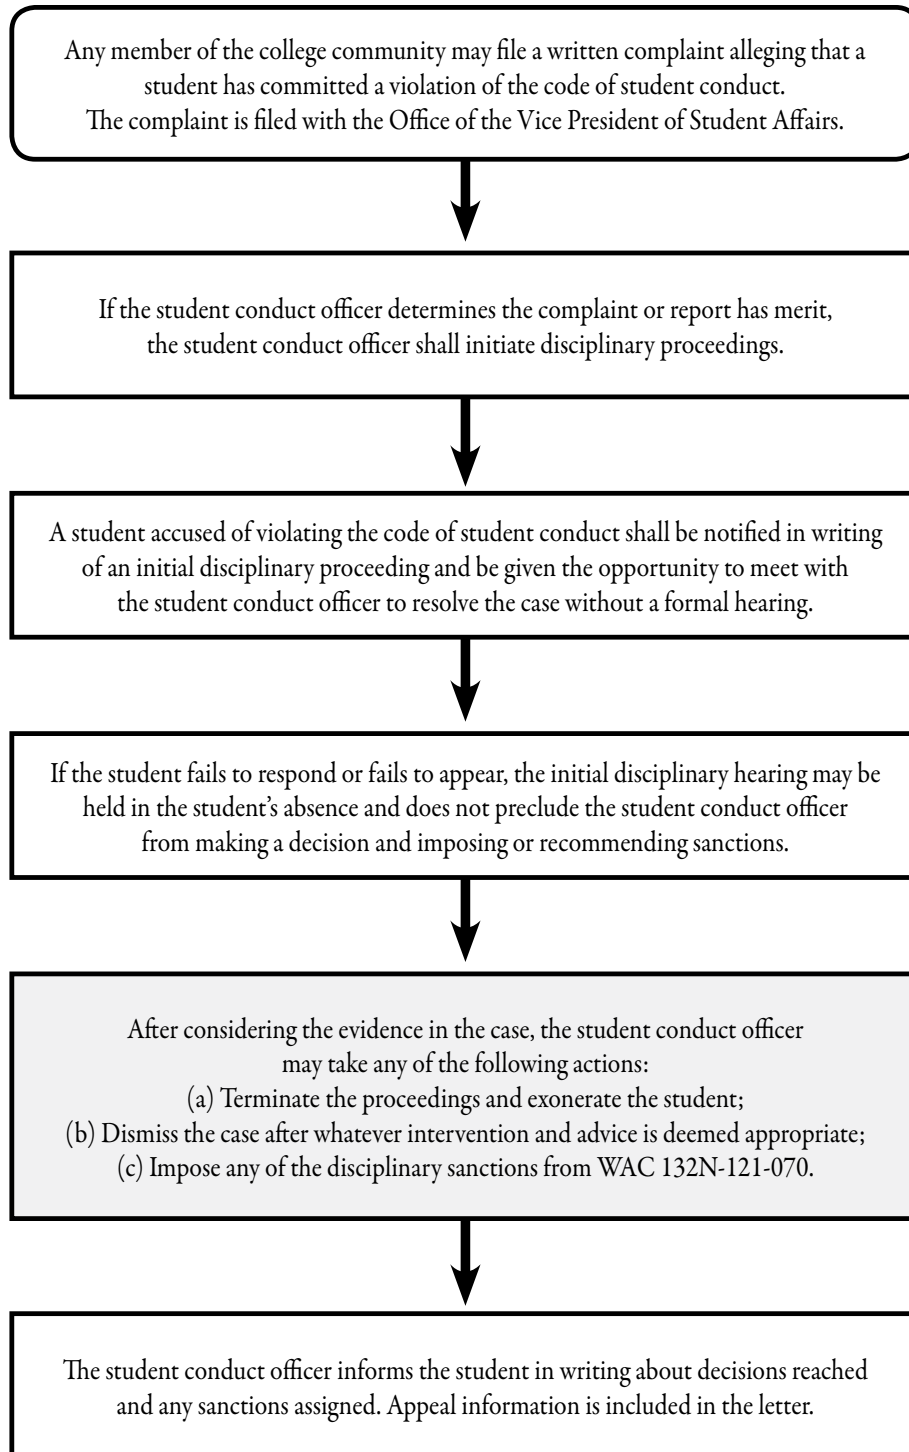 Any member of the college community may file a written complaint alleging that a
student has committed a violation of the code of student conduct.
The complaint is filed with the Office of the Vice President of Student Affairs.
If the student conduct officer determines the complaint or report has merit,
the student conduct officer shall initiate disciplinary proceedings.
A student accused of violating the code of student conduct shall be notified in writing
of an initial disciplinary proceeding and be given the opportunity to meet with
the student conduct officer to resolve the case without a formal hearing.
If the student fails to respond or fails to appear, the initial disciplinary hearing may be
held in the student’s absence and does not preclude the student conduct officer
from making a decision and imposing or recommending sanctions.
After considering the evidence in the case, the student conduct officer
may take any of the following actions:
(a) Terminate the proceedings and exonerate the student;
(b) Dismiss the case after whatever intervention and advice is deemed appropriate;
(c) Impose any of the disciplinary sanctions from WAC 132N-121-070.
The student conduct officer informs the student in writing about decisions reached
and any sanctions assigned. Appeal information is included in the letter.